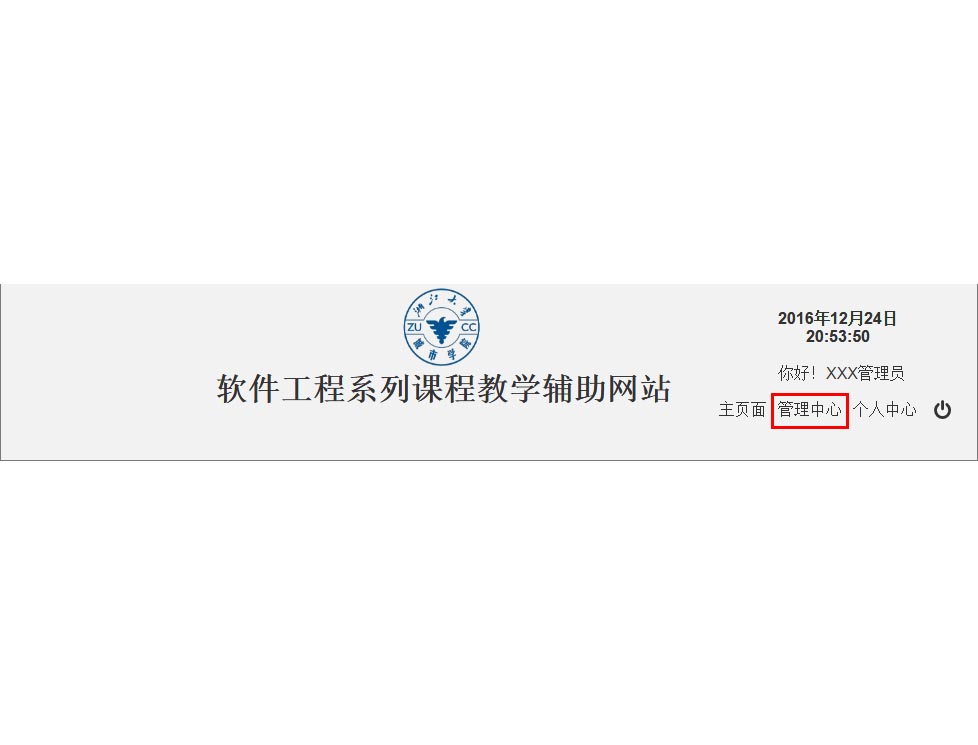 浙江大学
ZU CC
城市学院
软件工程系列课程教学辅助网站
2016年12月24日
20:53:50
你好！XXX管理员
主页面 管理中心 个人中心